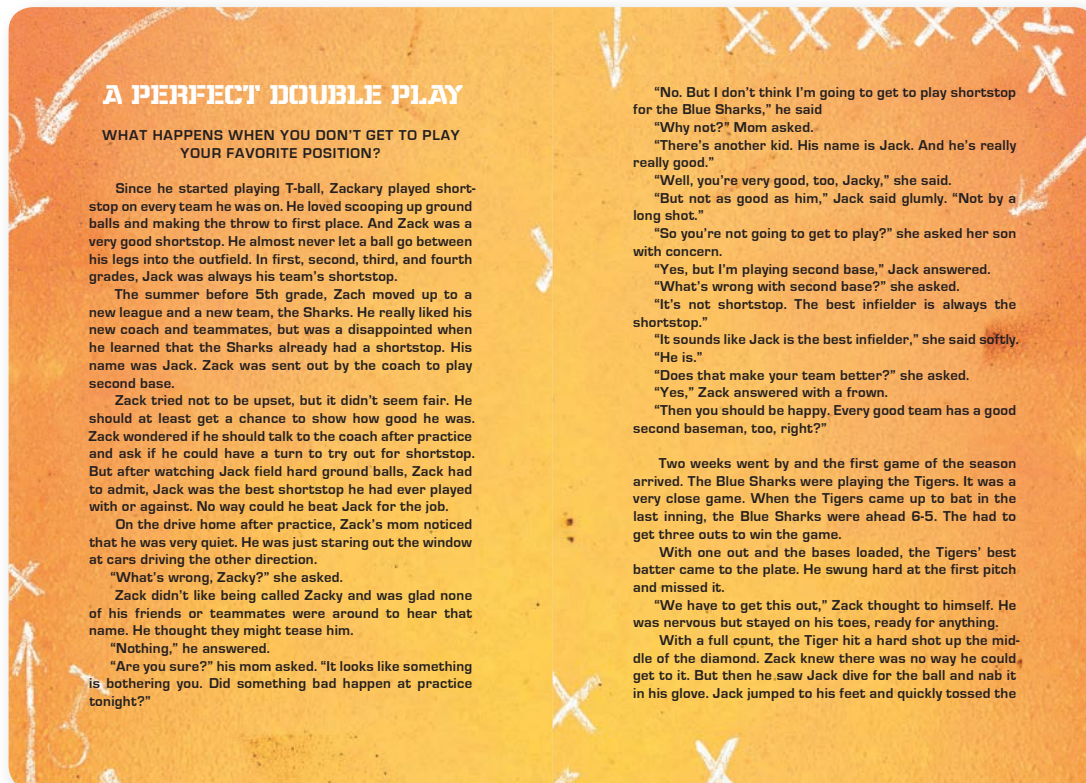 A PERFECT DOUBLE PLAY
WHAT HAPPENS WHEN YOU DON'T GET TO PLAY
YOUR FAVORITE POSITION?
Since he started playing T-ball, Zackary played short-
stop on every team he was on. He loved scooping up ground
balls and making the throw to first place. And Zack was a
very good shortstop. He almost never let a ball go between
his legs into the outfield. In first, second, third, and fourth
grades, Jack was always his team's shortstop.
The summer before 5th grade, Zach moved up to a
new league and a new team, the Sharks. He really liked his
new coach and teammates, but was a disappointed when
he learned that the Sharks already had a shortstop. His
name was Jack. Zack was sent out by the coach to play
second base.
Zack tried not to be upset, but it didn't seem fair. He
should at least get a chance to show how good he was.
Zack wondered if he should talk to the coach after practice
and ask if he could have a turn to try out for shortstop.
But after watching Jack field hard ground balls, Zack had
to admit, Jack was the best shortstop he had ever played
with or against. No way could he beat Jack for the job.
On the drive home after practice, Zack's mom noticed
that he was very quiet. He was just staring out the window
at cars driving the other direction.
"What's wrong, Zacky?" she asked.
Zack didn't like being called Zacky and was glad none
of his friends or teammates were around to hear that
name. He thought they might tease him.
"Nothing," he answered.
"Are you sure?" his mom asked. "It looks like something
is bothering you. Did something bad happen at practice
tonight?"
"No. But I don't think I'm going to get to play shortstop
for the Blue Sharks," he said
"Why not?" Mom asked.
"There's another kid. His name is Jack. And he's really
really good."
"Well, you're very good, too, Jacky," she said.
"But not as good as him," Jack said glumly. "Not by a
long shot."
"So you're not going to get to play?" she asked her son
with concern.
"Yes, but I'm playing second base," Jack answered.
"What's wrong with second base?" she asked.
"It's not shortstop. The best infielder is always the
shortstop."
"It sounds like Jack is the best infielder," she said softly.
"He is."
"Does that make your team better?" she asked.
"Yes," Zack answered with a frown.
"Then you should be happy. Every good team has a good
second baseman, too, right?"
Two weeks went by and the first game of the season
arrived. The Blue Sharks were playing the Tigers. It was a
very close game. When the Tigers came up to bat in the
last inning, the Blue Sharks were ahead 6-5. The had to
get three outs to win the game.
With one out and the bases loaded, the Tigers' best
batter came to the plate. He swung hard at the first pitch
and missed it.
"We have to get this out," Zack thought to himself. He
was nervous but stayed on his toes, ready for anything.
With a full count, the Tiger hit a hard shot up the mid-
dle of the diamond. Zack knew there was no way he could
get to it. But then he saw Jack dive for the ball and nab it
in his glove. Jack jumped to his feet and quickly tossed the